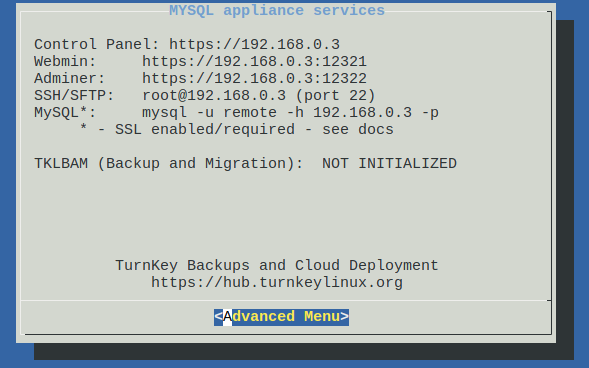 MYSQL appliance services
Control Panel: https://192.168.0.3
Webmin: https://192.168.0.3:12321
Adminer: https://192.168.0.3:12322
SSH/SFTP: root@192.168.0.3 (port 22)
MySQL*: mysql -u remote -h 192.168.0.3 -p
* - SSL enabled/required - see docs
TKLBAM (Backup and Migration): NOT INITIALIZED
TurnKey Backups and Cloud Deployment
https://hub.turnkeylinux.org
<Advanced Menu>